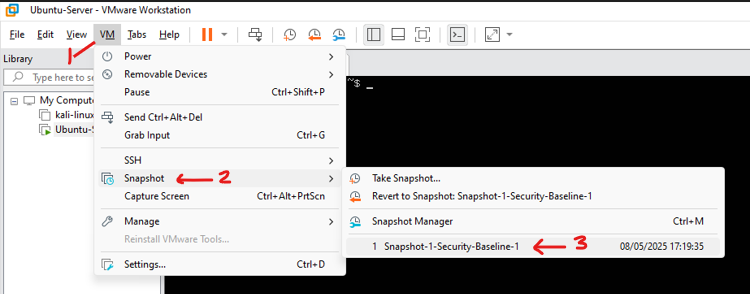 Ubuntu-Server - VMware Workstation
File Edit View VM Tabs Help
1
Library
Type here to se
My Compute
kali-linux
Ubuntu-S
Power
Removable Devices
Pause Ctrl+Shift+P
Send Ctrl+Alt+Del
Grab Input Ctrl+G
SSH
Snapshot 2
Capture Screen Ctrl+Alt+PrtScn
Manage
Reinstall VMware Tools...
Settings... Ctrl+D
~$ _
Take Snapshot...
Revert to Snapshot: Snapshot-1-Security-Baseline-1
Snapshot Manager Ctrl+M
1 Snapshot-1-Security-Baseline-1 3 08/05/2025 17:19:35